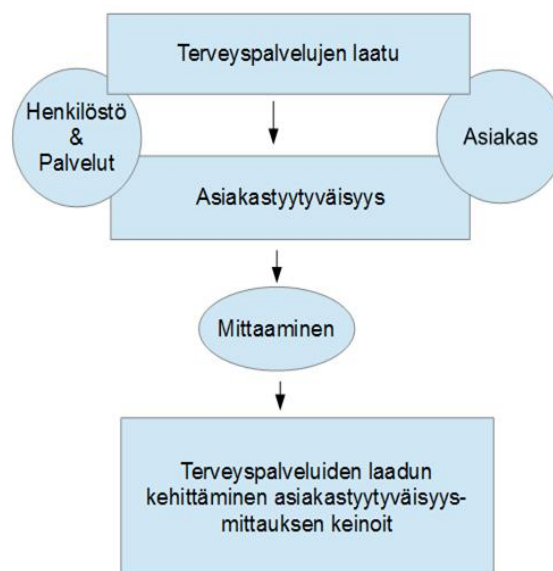 Terveyspalvelujen laatu
Henkilöstö
&
Palvelut
Asiakas
Asiakastyytyväisyys
Mittaaminen
Terveyspalveluiden laadun
kehittäminen asiakastyytyväisyys-
mittauksen keinoit